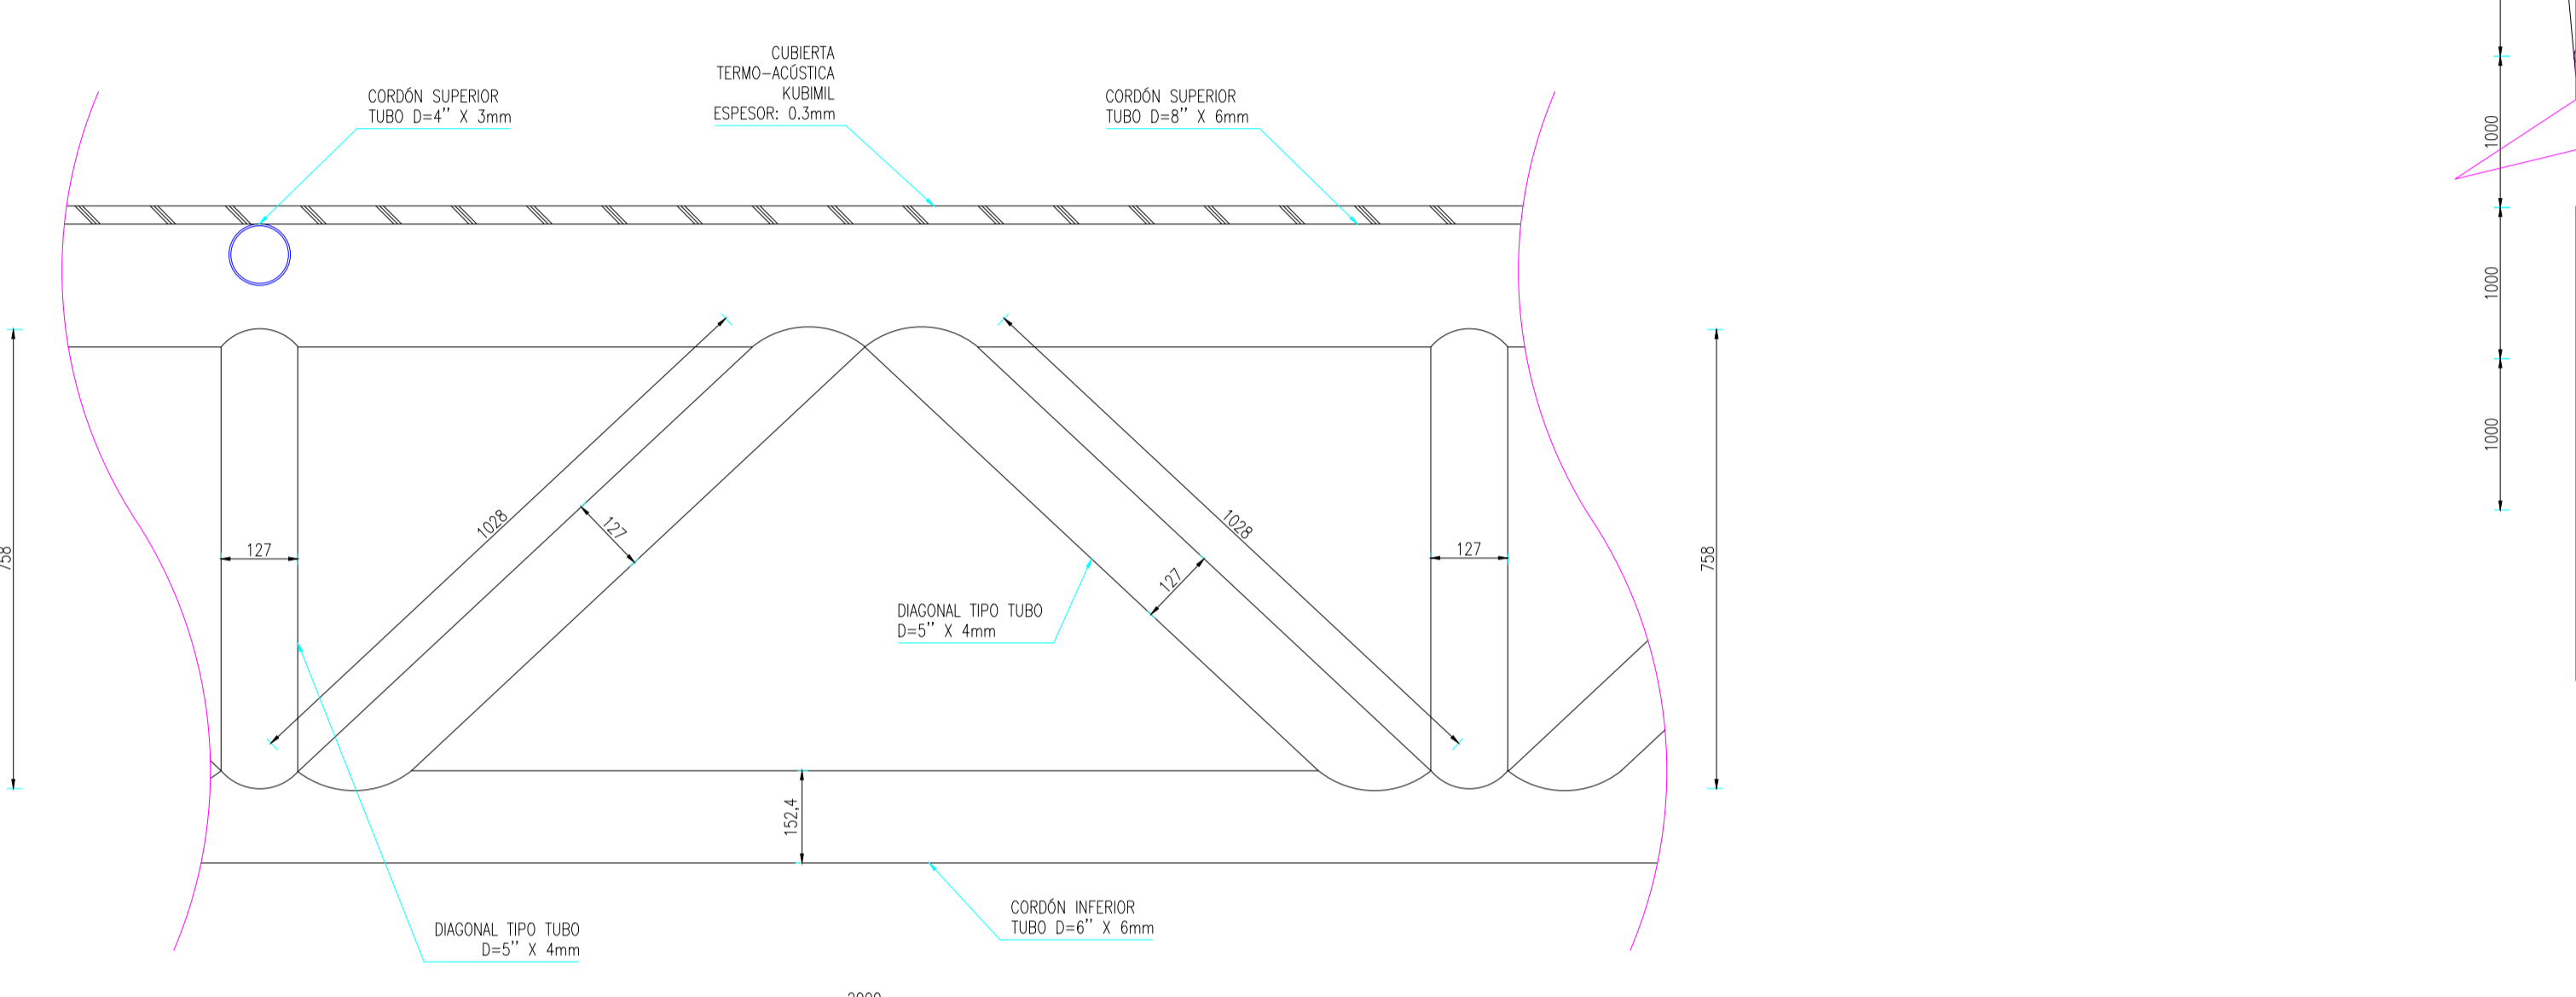 CUBIERTA
TERMO-ACÚSTICA
KUBIMIL
ESPESOR: 0.3mm
CORDÓN SUPERIOR
TUBO D=4'' X 3mm
CORDÓN SUPERIOR
TUBO D=8'' X 6mm
1000
1000
1000
1028
1028
127
127
127
127
758
758
DIAGONAL TIPO TUBO
D=5'' X 4mm
152,4
CORDÓN INFERIOR
TUBO D=6'' X 6mm
DIAGONAL TIPO TUBO
D=5'' X 4mm